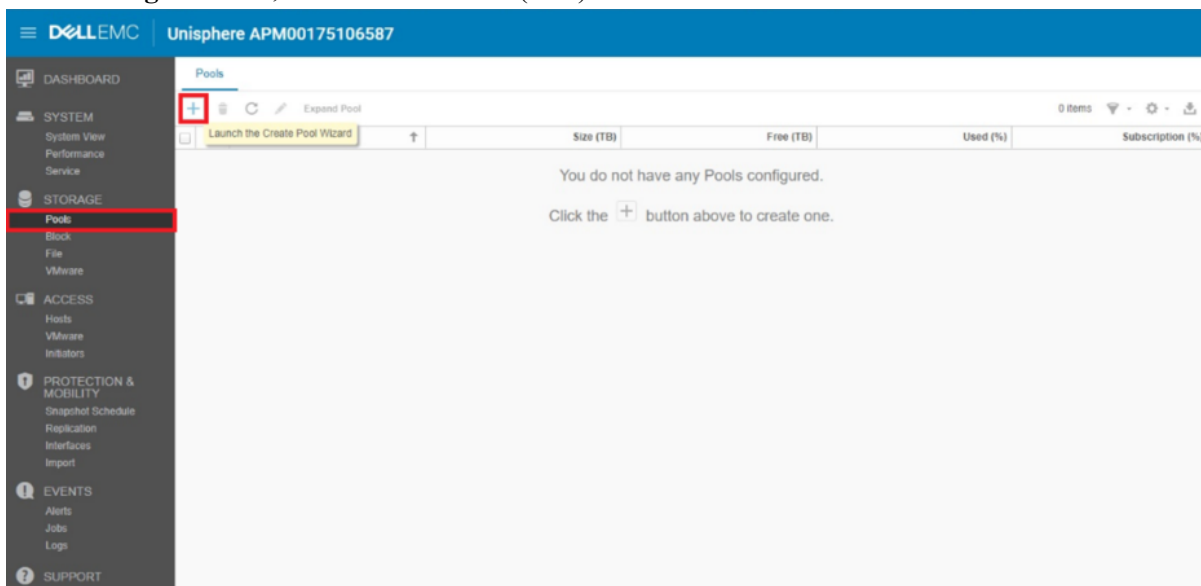 DELLEMC Unisphere APM00175106587
DASHBOARD
SYSTEM
System View
Performance
Service
STORAGE
Pools
Block
File
VMware
ACCESS
Hosts
VMware
Initiators
PROTECTION &
MOBILITY
Snapshot Schedule
Replication
Interfaces
Import
EVENTS
Alerts
Jobs
Logs
SUPPORT
Pools
Expand Pool
0 items
Launch the Create Pool Wizard
Size (TB) Free (TB) Used (%) Subscription (%
You do not have any Pools configured.
Click the + button above to create one.